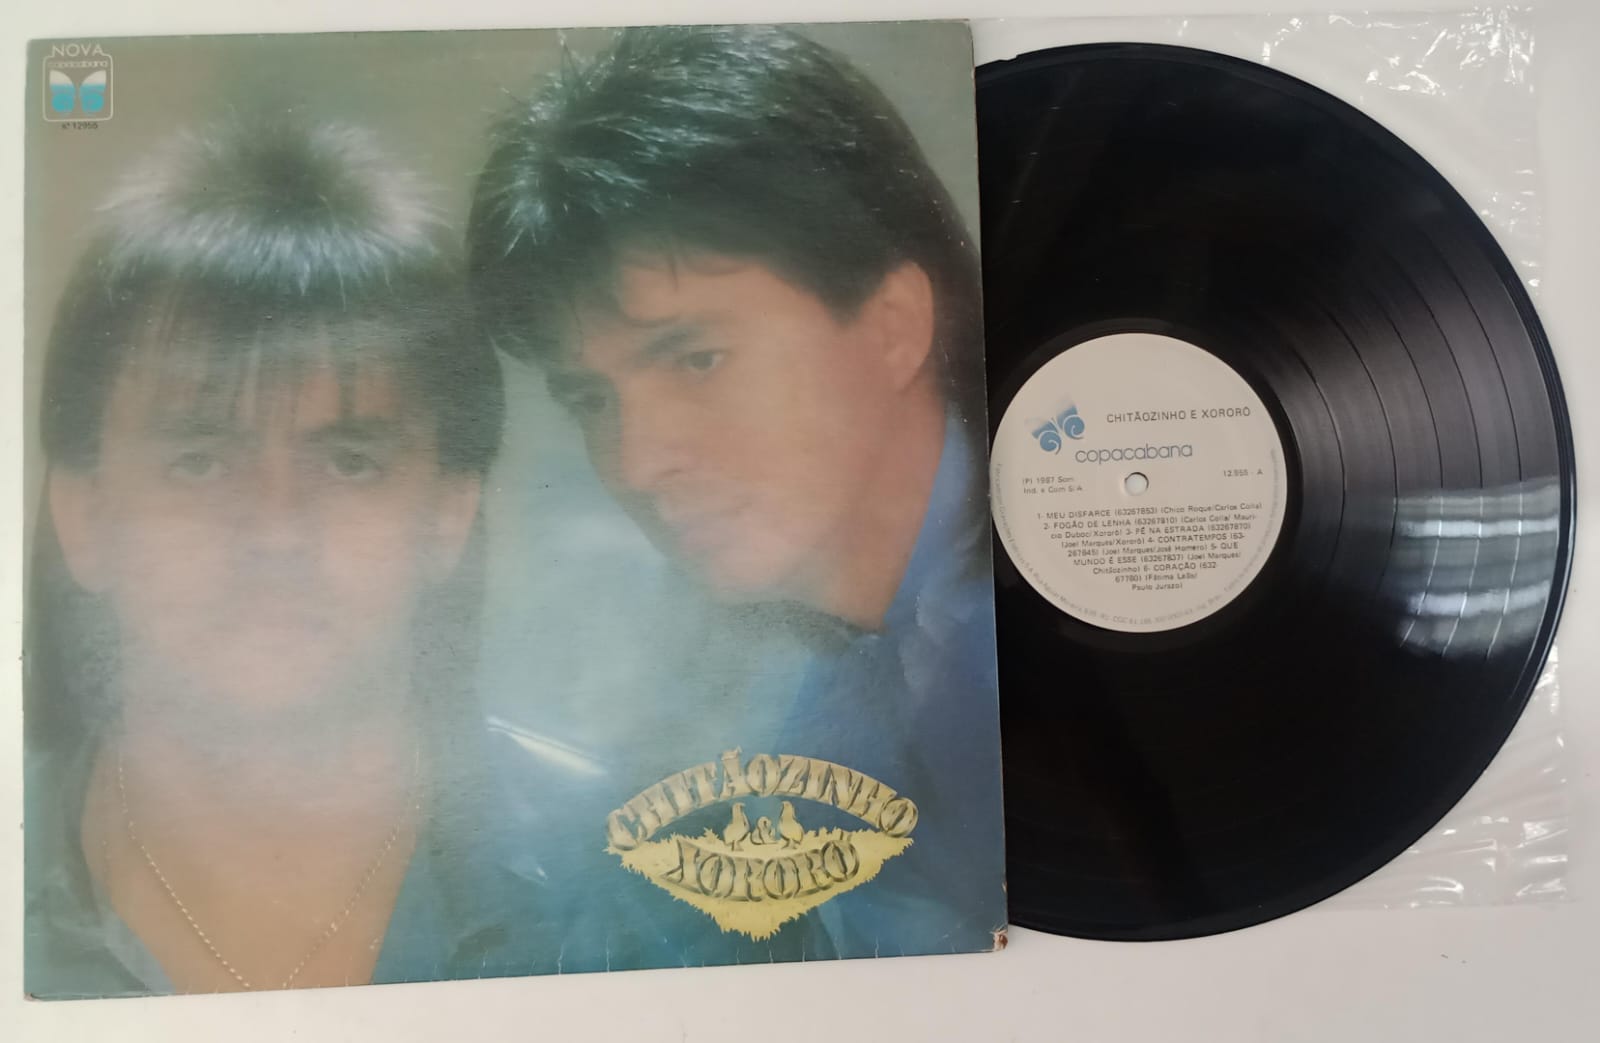 NOVA
copacabana
nº 12955
CHITÃOZINHO
&
XORORÓ
CHITÃOZINHO E XORORÓ
copacabana
(P) 1987 Som
Ind. e Com S/A
12.955 - A
1- MEU DISFARCE (63267853) (Chico Roque/Carlos Colla)
2- FOGÃO DE LENHA (63267810) (Carlos Colla/ Mauri-
cio Duboc/Xororó) 3- PÉ NA ESTRADA (63267870)
(Joel Marques/Xororó) 4- CONTRATEMPOS (63-
267845) (Joel Marques/José Homero) 5- QUE
MUNDO É ESSE (63267837) (Joel Marques/
Chitãozinho) 6- CORAÇÃO (632-
67780) (Fátima Leão/
Paulo Jurazo)